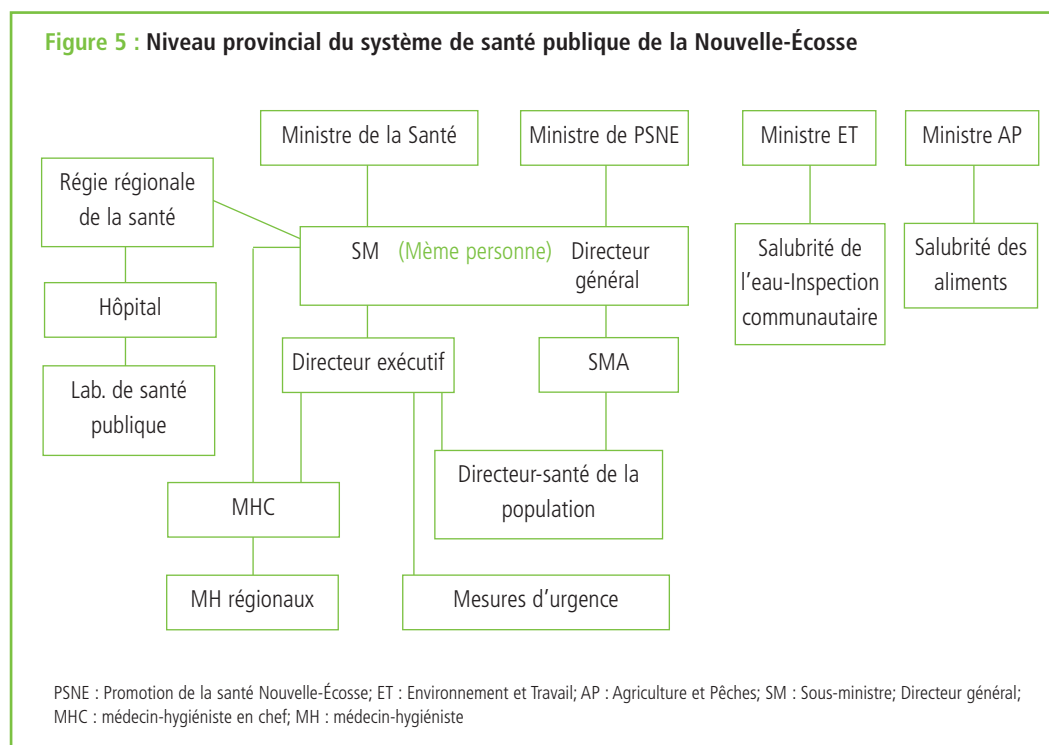 Figure 5 : Niveau provincial du système de santé publique de la Nouvelle-Écosse
Ministre de la Santé
Ministre de PSNE
Ministre ET
Ministre AP
Régie régionale
de la santé
SM (Mème personne) Directeur
général
Salubrité de
l’eau-Inspection
communautaire
Salubrité des
aliments
Hôpital
Directeur exécutif
SMA
Lab. de santé
publique
Directeur-santé de la
population
MHC
MH régionaux
Mesures d’urgence
PSNE : Promotion de la santé Nouvelle-Écosse; ET : Environnement et Travail; AP : Agriculture et Pêches; SM : Sous-ministre; Directeur général;
MHC : médecin-hygiéniste en chef; MH : médecin-hygiéniste